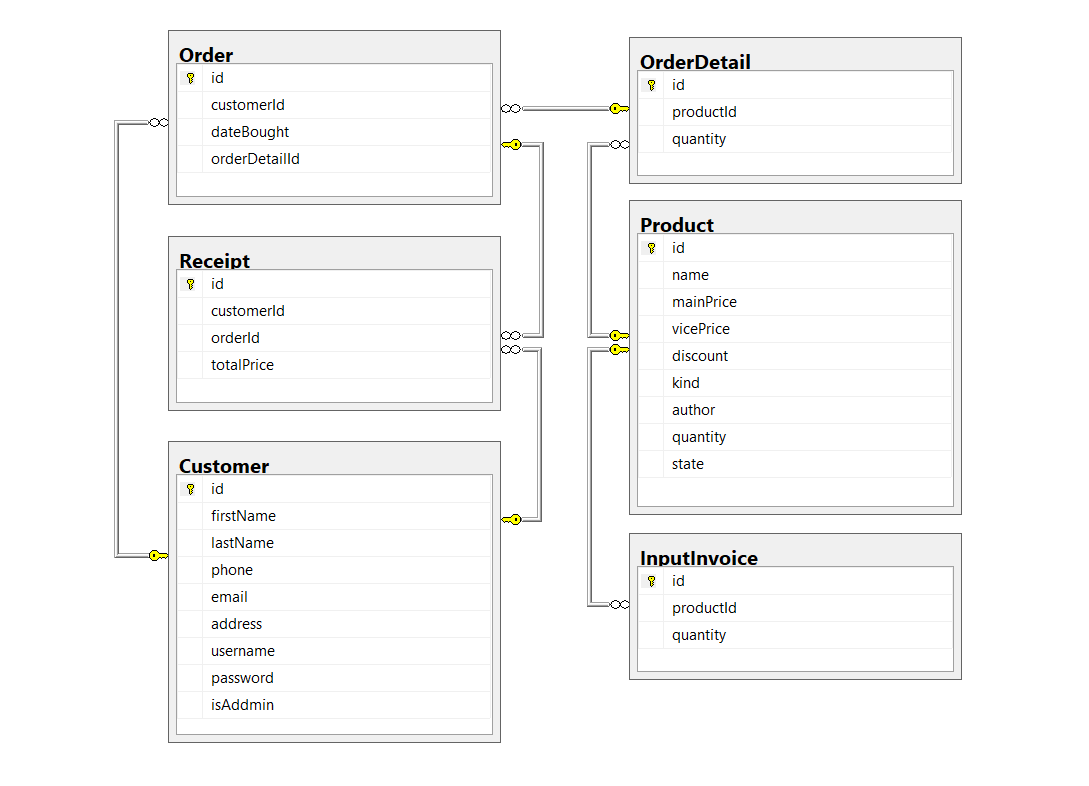 Order
id
customerId
dateBought
orderDetailId
Receipt
id
customerId
orderId
totalPrice
Customer
id
firstName
lastName
phone
email
address
username
password
isAddmin
OrderDetail
id
productId
quantity
Product
id
name
mainPrice
vicePrice
discount
kind
author
quantity
state
InputInvoice
id
productId
quantity